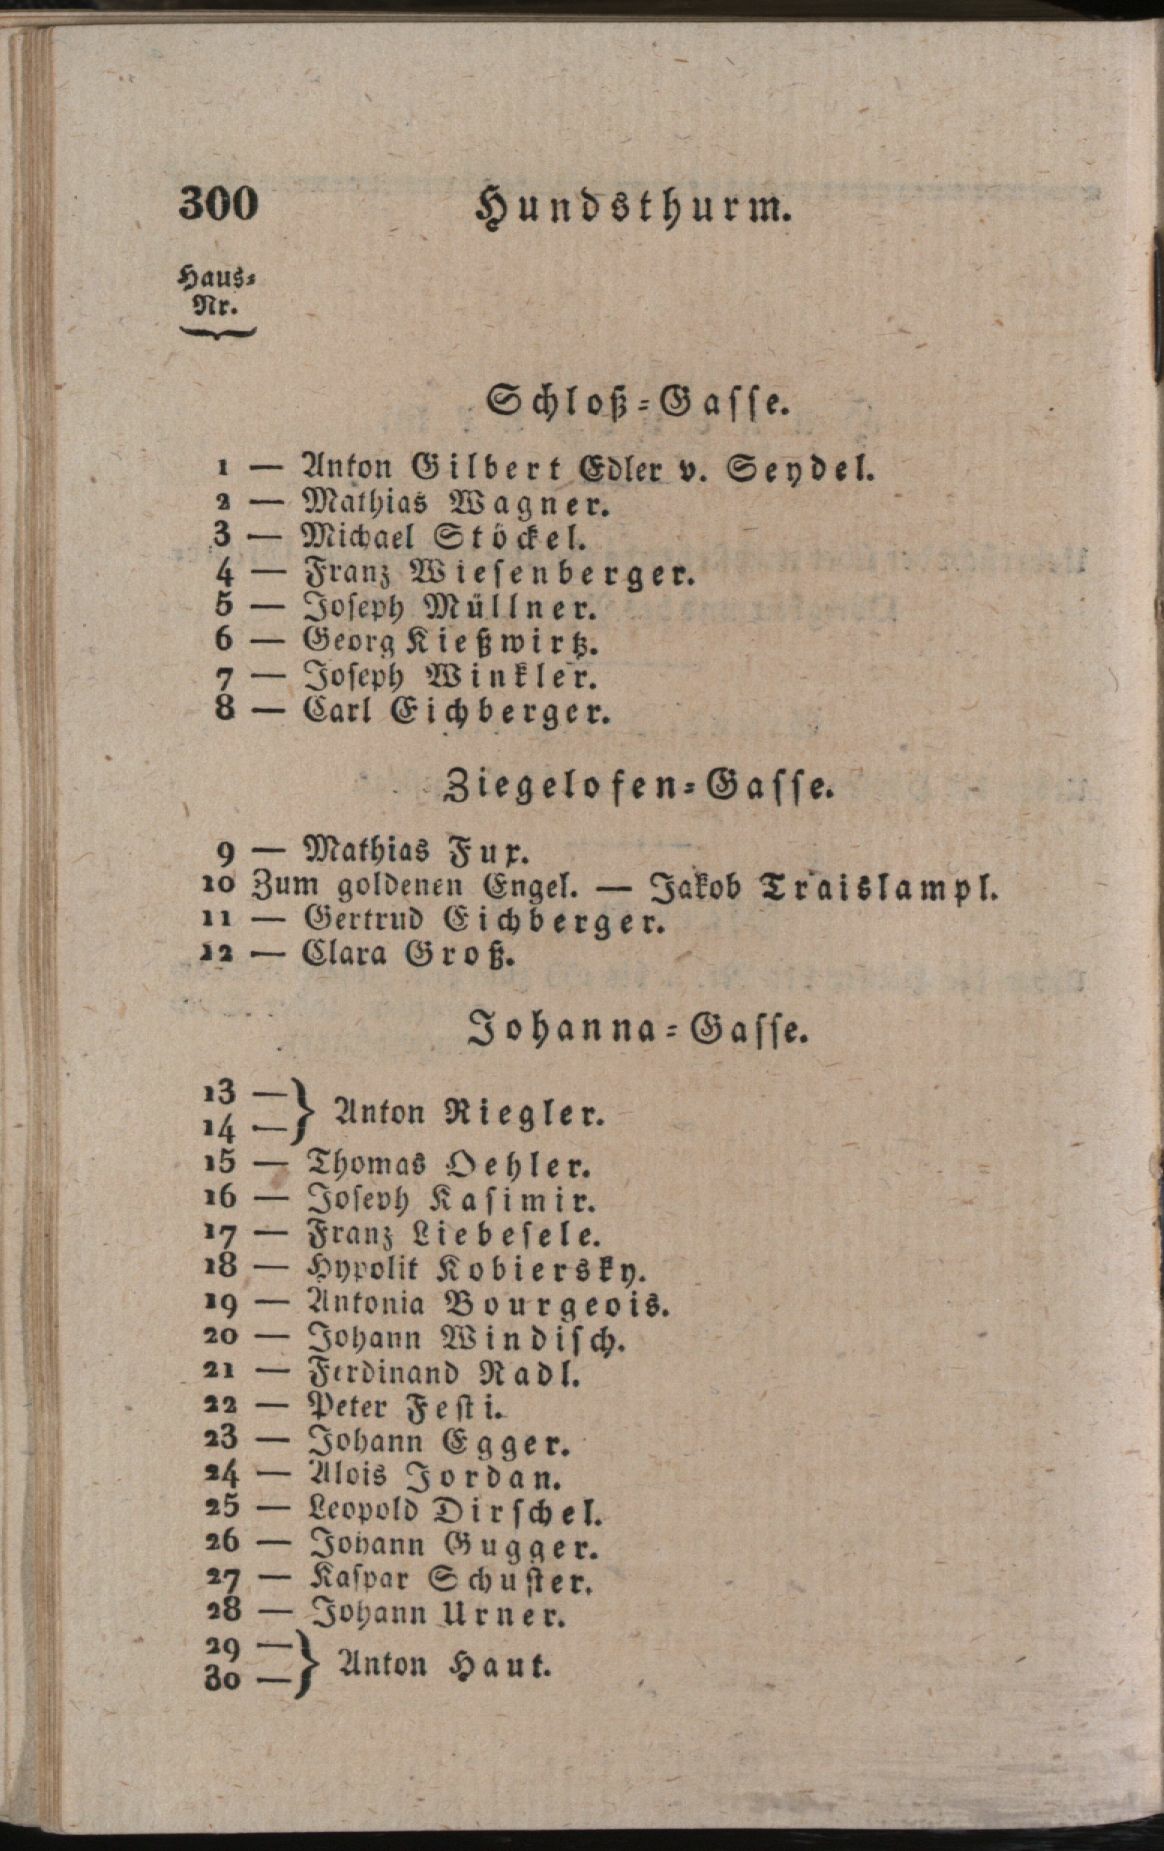 300 Hundsthurm.
Haus-
Nr.
Schloß-Gasse.
1 — Anton Gilbert Edler v. Seydel.
2 — Mathias Wagner.
3 — Michael Stöckel.
4 — Franz Wiesenberger.
5 — Joseph Müllner.
6 — Georg Kießwirtz.
7 — Joseph Winkler.
8 — Carl Eichberger.
Ziegelofen-Gasse.
9 — Mathias Fux.
10 Zum goldenen Engel. — Jakob Traislampl.
11 — Gertrud Eichberger.
12 — Clara Groß.
Johanna-Gasse.
13 —
14 — } Anton Riegler.
15 — Thomas Oehler.
16 — Joseph Kasimir.
17 — Franz Liebesele.
18 — Hypolit Kobiersky.
19 — Antonia Bourgeois.
20 — Johann Windisch.
21 — Ferdinand Radl.
22 — Peter Festi.
23 — Johann Egger.
24 — Alois Jordan.
25 — Leopold Dirschel.
26 — Johann Gugger.
27 — Kaspar Schuster.
28 — Johann Urner.
29 —
30 — } Anton Haut.